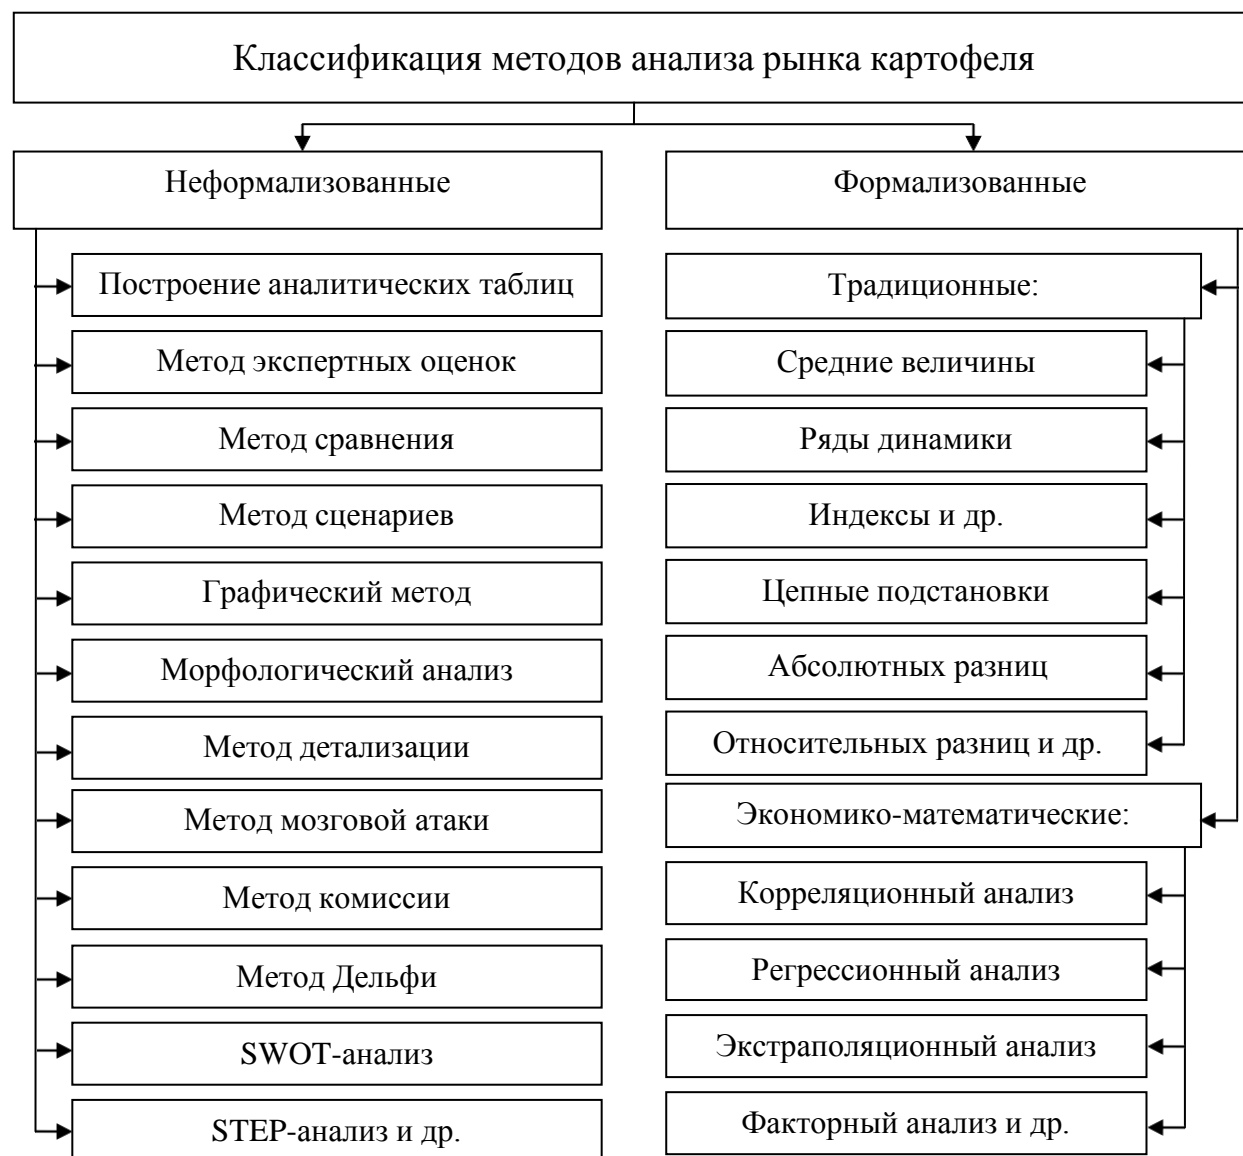 Классификация методов анализа рынка картофеля
Неформализованные
Построение аналитических таблиц
Метод экспертных оценок
Метод сравнения
Метод сценариев
Графический метод
Морфологический анализ
Метод детализации
Метод мозговой атаки
Метод комиссии
Метод Дельфи
SWOT-анализ
STEP-анализ и др.
Формализованные
Традиционные:
Средние величины
Ряды динамики
Индексы и др.
Цепные подстановки
Абсолютных разниц
Относительных разниц и др.
Экономико-математические:
Корреляционный анализ
Регрессионный анализ
Экстраполяционный анализ
Факторный анализ и др.